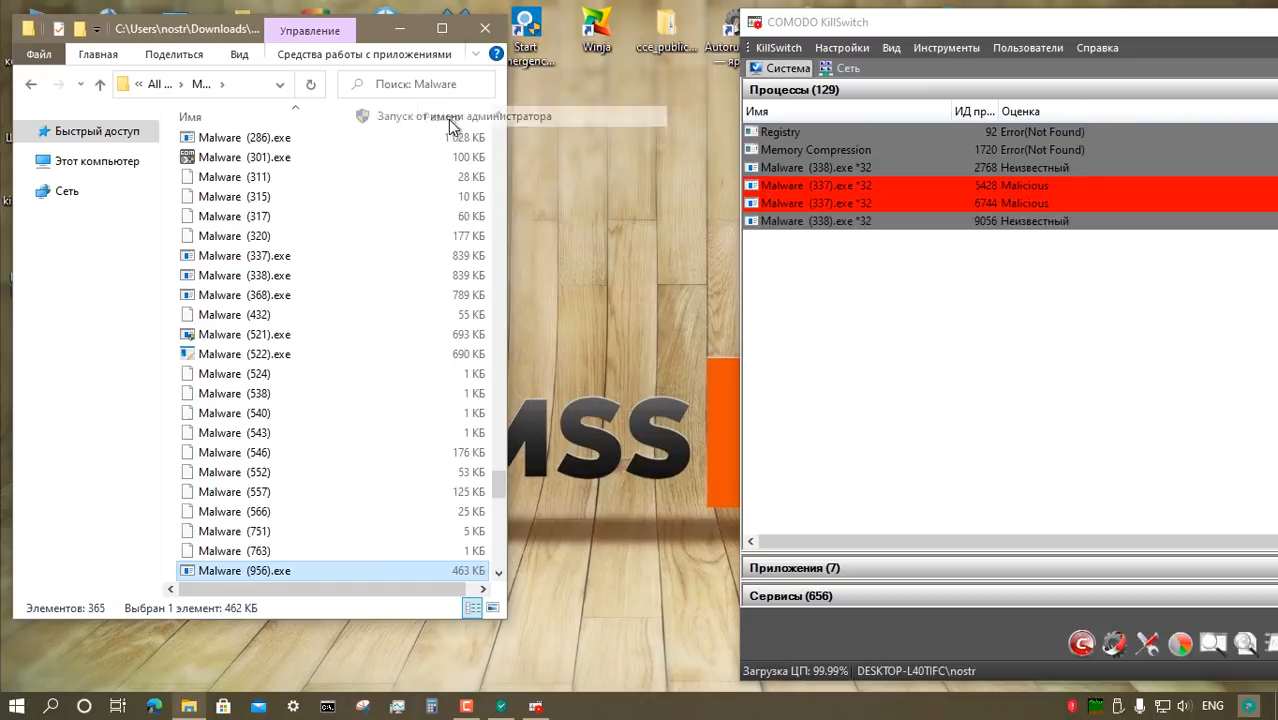 C:\Users\nostr\Downloads\...
Управление
Файл
Главная
Поделиться
Вид
Средства работы с приложениями
All ...
M...
Поиск: Malware
Быстрый доступ
Этот компьютер
Сеть
Имя
Запуск от имени администратора
Malware (286).exe 1 028 КБ
Malware (301).exe 100 КБ
Malware (311) 28 КБ
Malware (315) 10 КБ
Malware (317) 60 КБ
Malware (320) 177 КБ
Malware (337).exe 839 КБ
Malware (338).exe 839 КБ
Malware (368).exe 789 КБ
Malware (432) 55 КБ
Malware (521).exe 693 КБ
Malware (522).exe 690 КБ
Malware (524) 1 КБ
Malware (538) 1 КБ
Malware (540) 1 КБ
Malware (543) 1 КБ
Malware (546) 176 КБ
Malware (552) 53 КБ
Malware (557) 125 КБ
Malware (566) 25 КБ
Malware (751) 5 КБ
Malware (763) 1 КБ
Malware (956).exe 463 КБ
Элементов: 365 Выбран 1 элемент: 462 КБ
Start
Winja
cce_public...
Autoru
MSS
COMODO KillSwitch
KillSwitch Настройки Вид Инструменты Пользователи Справка
Система Сеть
Процессы (129)
Имя ИД пр... Оценка
Registry 92 Error(Not Found)
Memory Compression 1720 Error(Not Found)
Malware (338).exe *32 2768 Неизвестный
Malware (337).exe *32 5428 Malicious
Malware (337).exe *32 6744 Malicious
Malware (338).exe *32 9056 Неизвестный
Приложения (7)
Сервисы (656)
Загрузка ЦП: 99.99% DESKTOP-L40TIFC\nostr
ENG